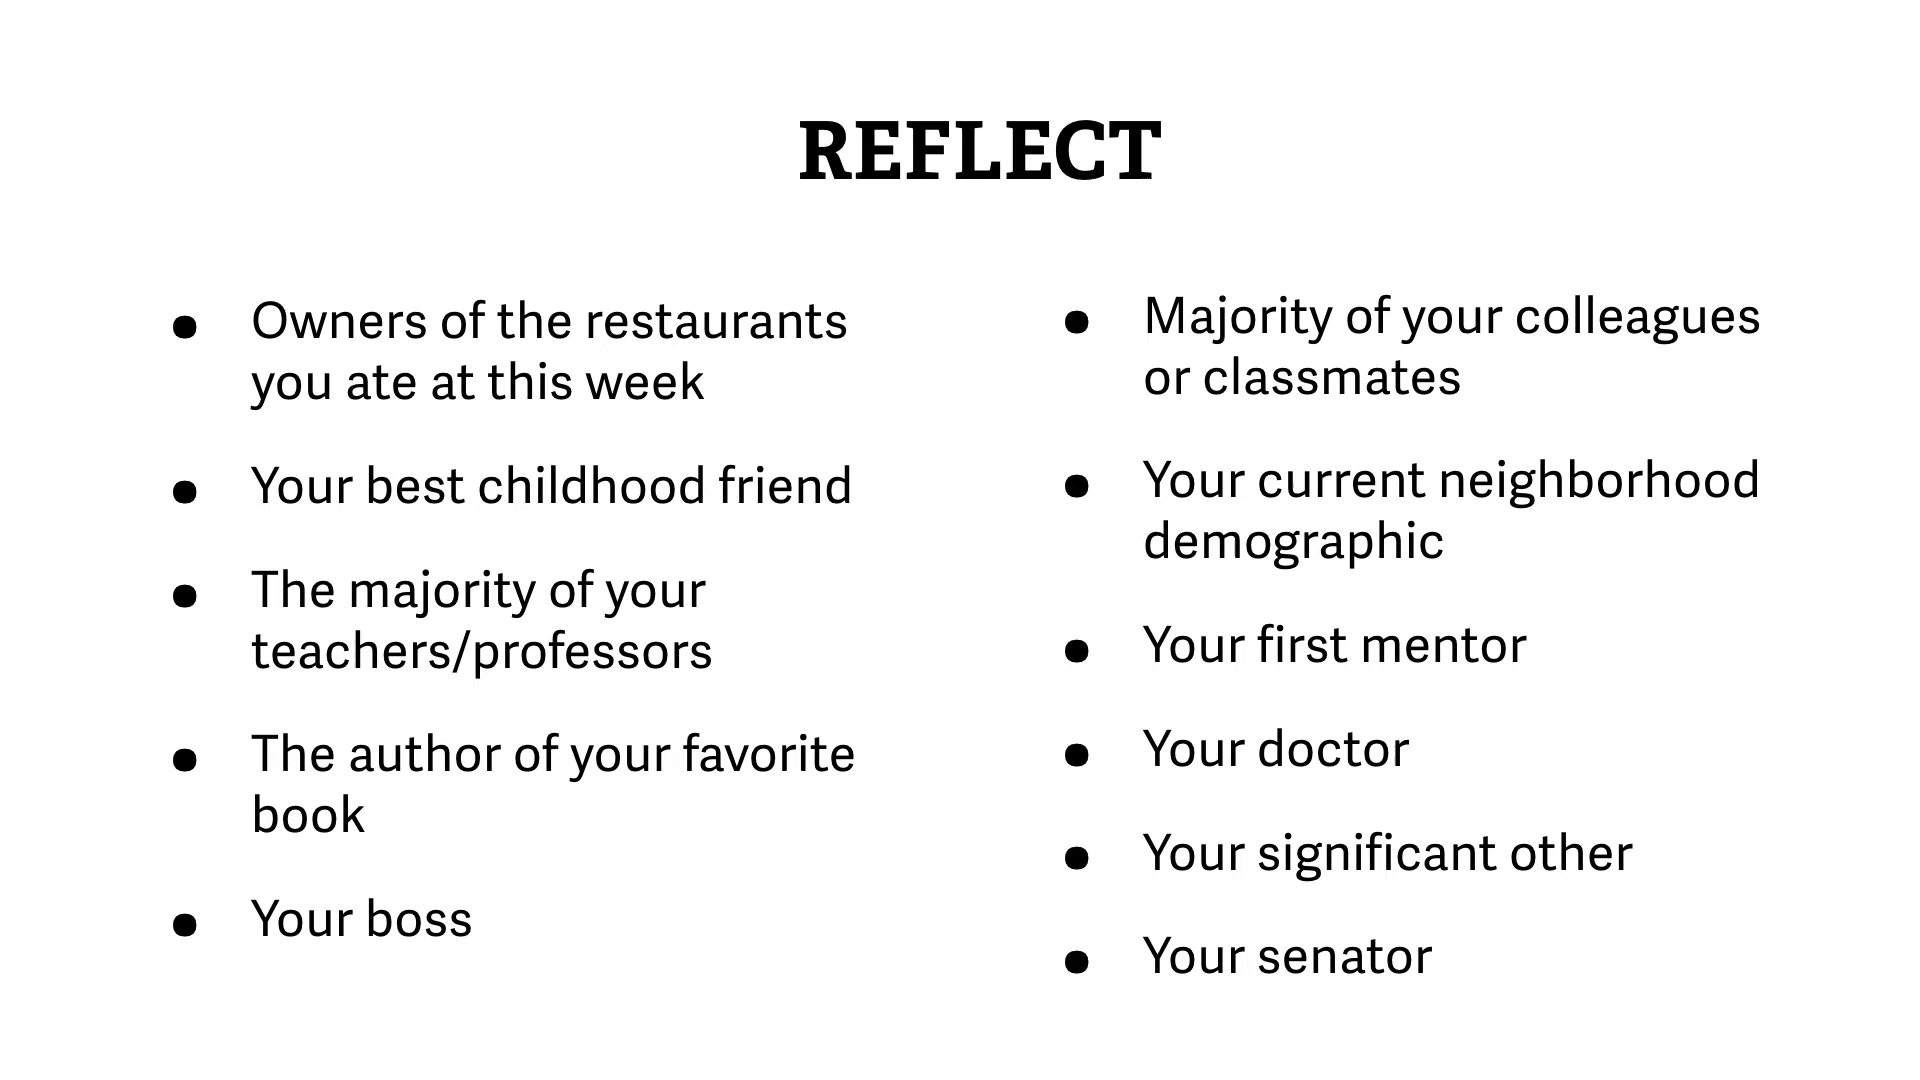 REFLECT
• Owners of the restaurants
you ate at this week
• Your best childhood friend
• The majority of your
teachers/professors
• The author of your favorite
book
• Your boss
• Majority of your colleagues
or classmates
• Your current neighborhood
demographic
• Your first mentor
• Your doctor
• Your significant other
• Your senator